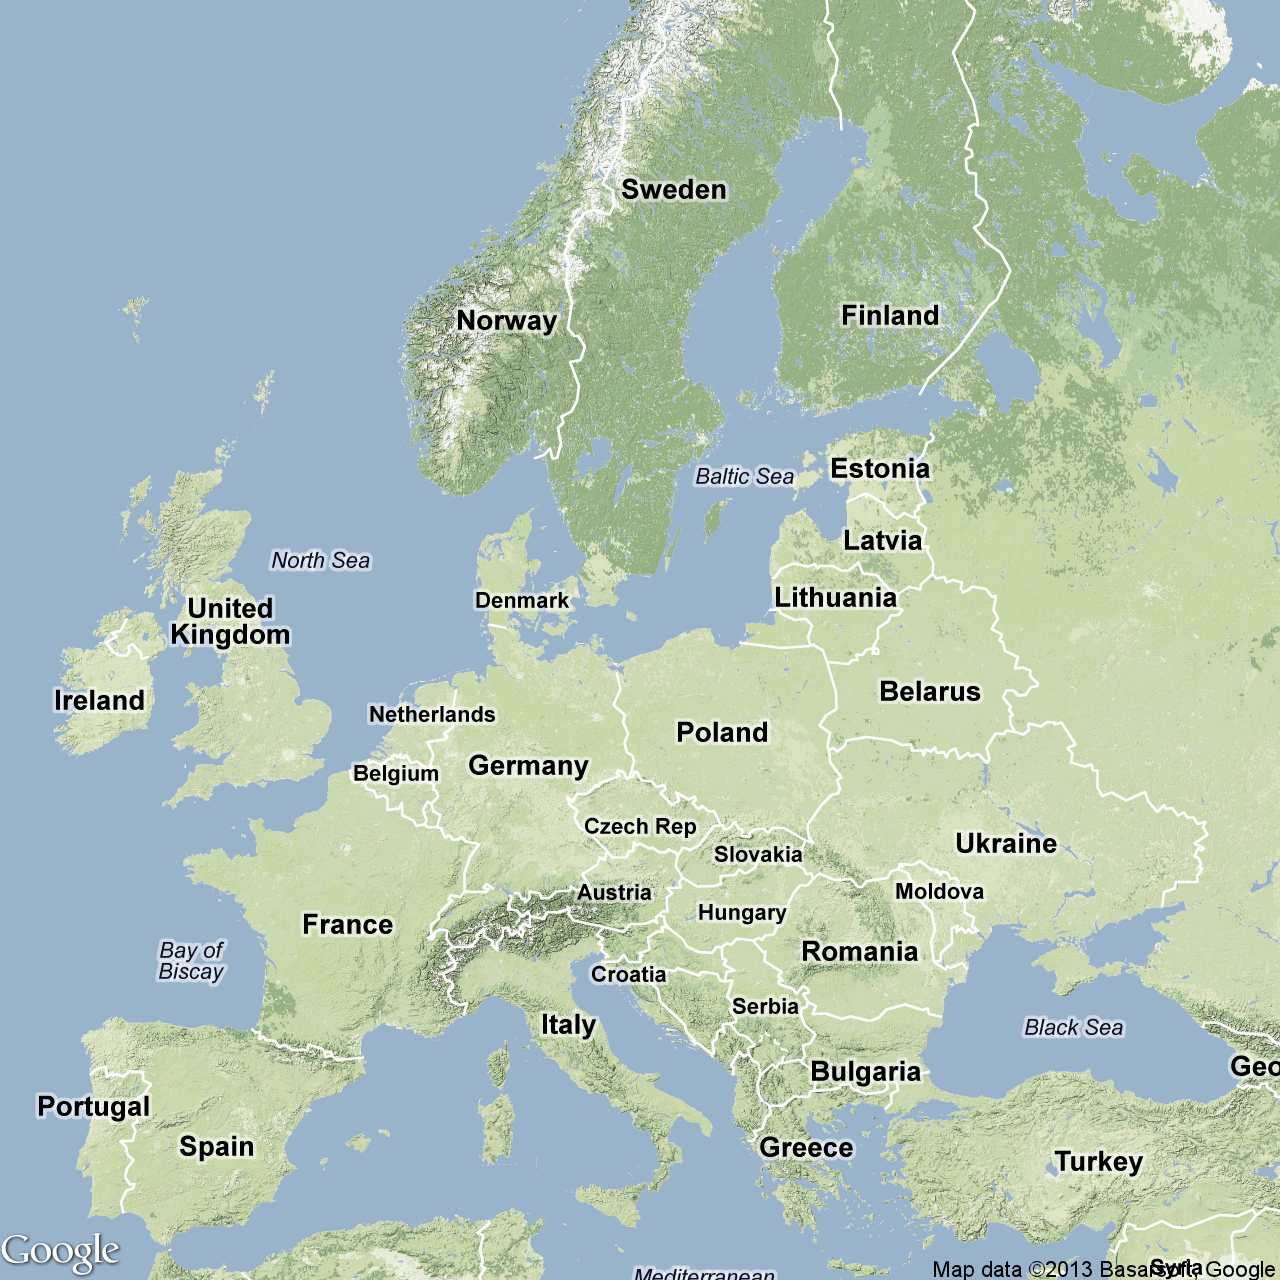 Sweden
Norway
Finland
Baltic Sea
Estonia
North Sea
Latvia
Denmark
Lithuania
United
Kingdom
Ireland
Belarus
Netherlands
Poland
Germany
Belgium
Czech Rep
Ukraine
Slovakia
Austria
Moldova
Hungary
France
Romania
Bay of
Biscay
Croatia
Serbia
Italy
Black Sea
Geo
Bulgaria
Portugal
Spain
Greece
Turkey
Google
Syria
Mediterranean
Map data ©2013 Basarsoft, Google